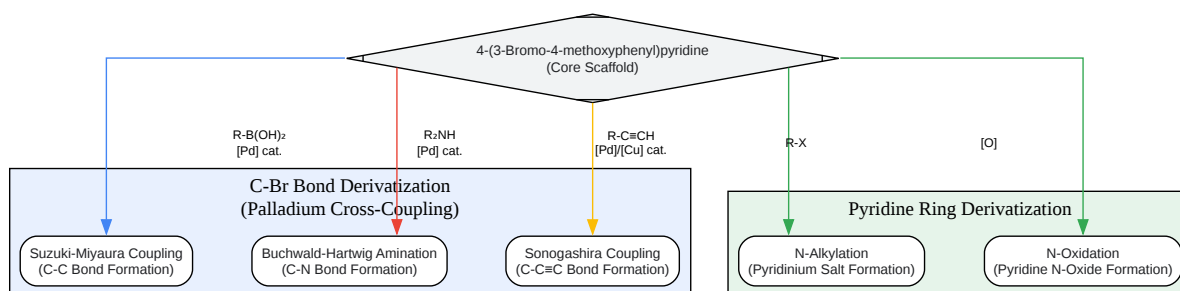 4-(3-Bromo-4-methoxyphenyl)pyridine
(Core Scaffold)
R-B(OH)₂
[Pd] cat.
R₂NH
[Pd] cat.
R-C≡CH
[Pd]/[Cu] cat.
R-X
[O]
C-Br Bond Derivatization
(Palladium Cross-Coupling)
Pyridine Ring Derivatization
Suzuki-Miyaura Coupling
(C-C Bond Formation)
Buchwald-Hartwig Amination
(C-N Bond Formation)
Sonogashira Coupling
(C-C≡C Bond Formation)
N-Alkylation
(Pyridinium Salt Formation)
N-Oxidation
(Pyridine N-Oxide Formation)